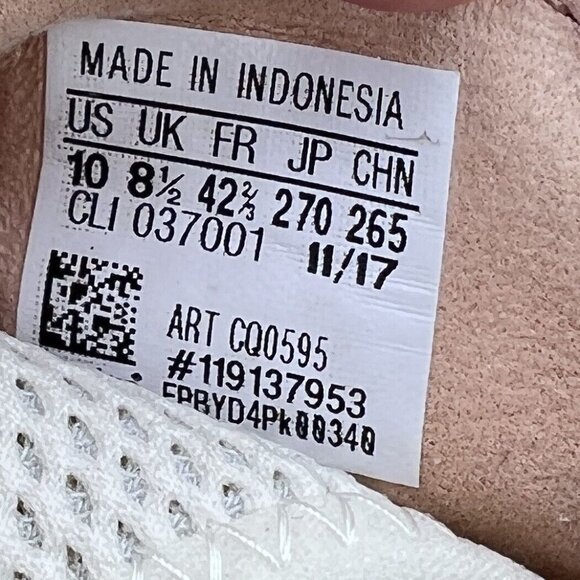 MADE IN INDONESIA
US UK FR JP CHN
10 8½ 42⅔ 270 265
CLI 037001 11/17
ART CQ0595
#119137953
EPBYD4Pk00340